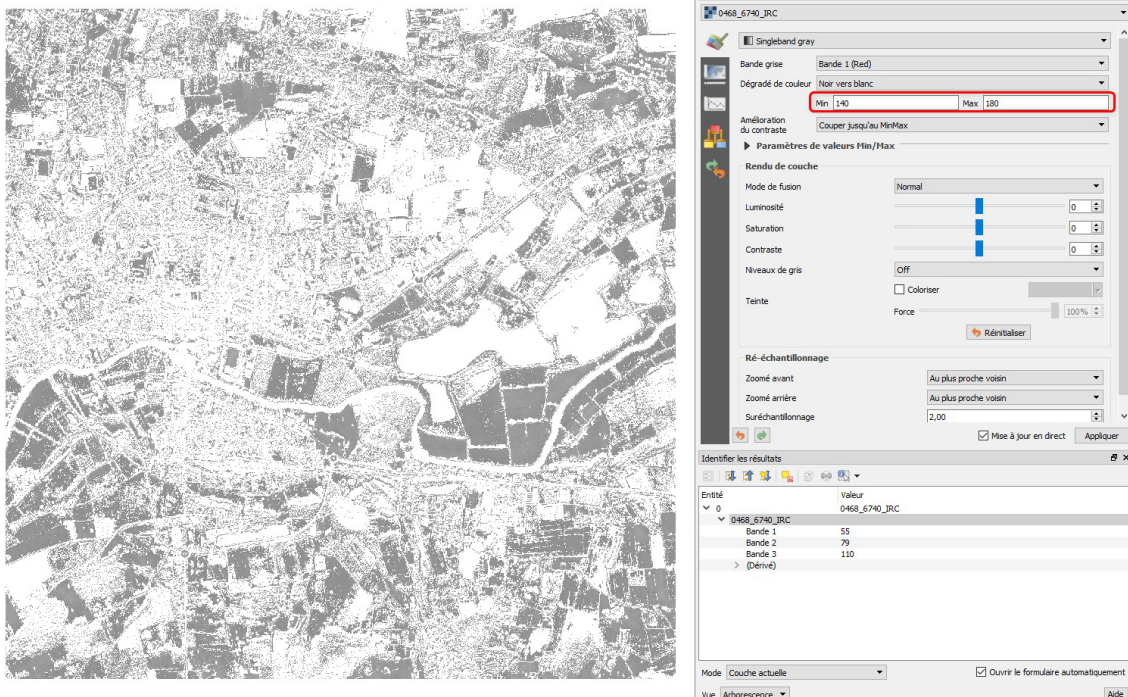 0468_6740_IRC
Singleband gray
Bande grise Bande 1 (Red)
Dégradé de couleur Noir vers blanc
Min 140 Max 180
Amélioration
du contraste Couper jusqu'au MinMax
Paramètres de valeurs Min/Max
Rendu de couche
Mode de fusion Normal
Luminosité 0
Saturation 0
Contraste 0
Niveaux de gris Off
Coloriser
Teinte
Force 100%
Réinitialiser
Ré-échantillonnage
Zoomé avant Au plus proche voisin
Zoomé arrière Au plus proche voisin
Suréchantillonnage 2,00
Mise à jour en direct Appliquer
Identifier les résultats
Entité Valeur
0 0468_6740_IRC
0468_6740_IRC
Bande 1 55
Bande 2 79
Bande 3 110
(Dérivé)
Mode Couche actuelle Ouvrir le formulaire automatiquement
Vue Arborescence Aide